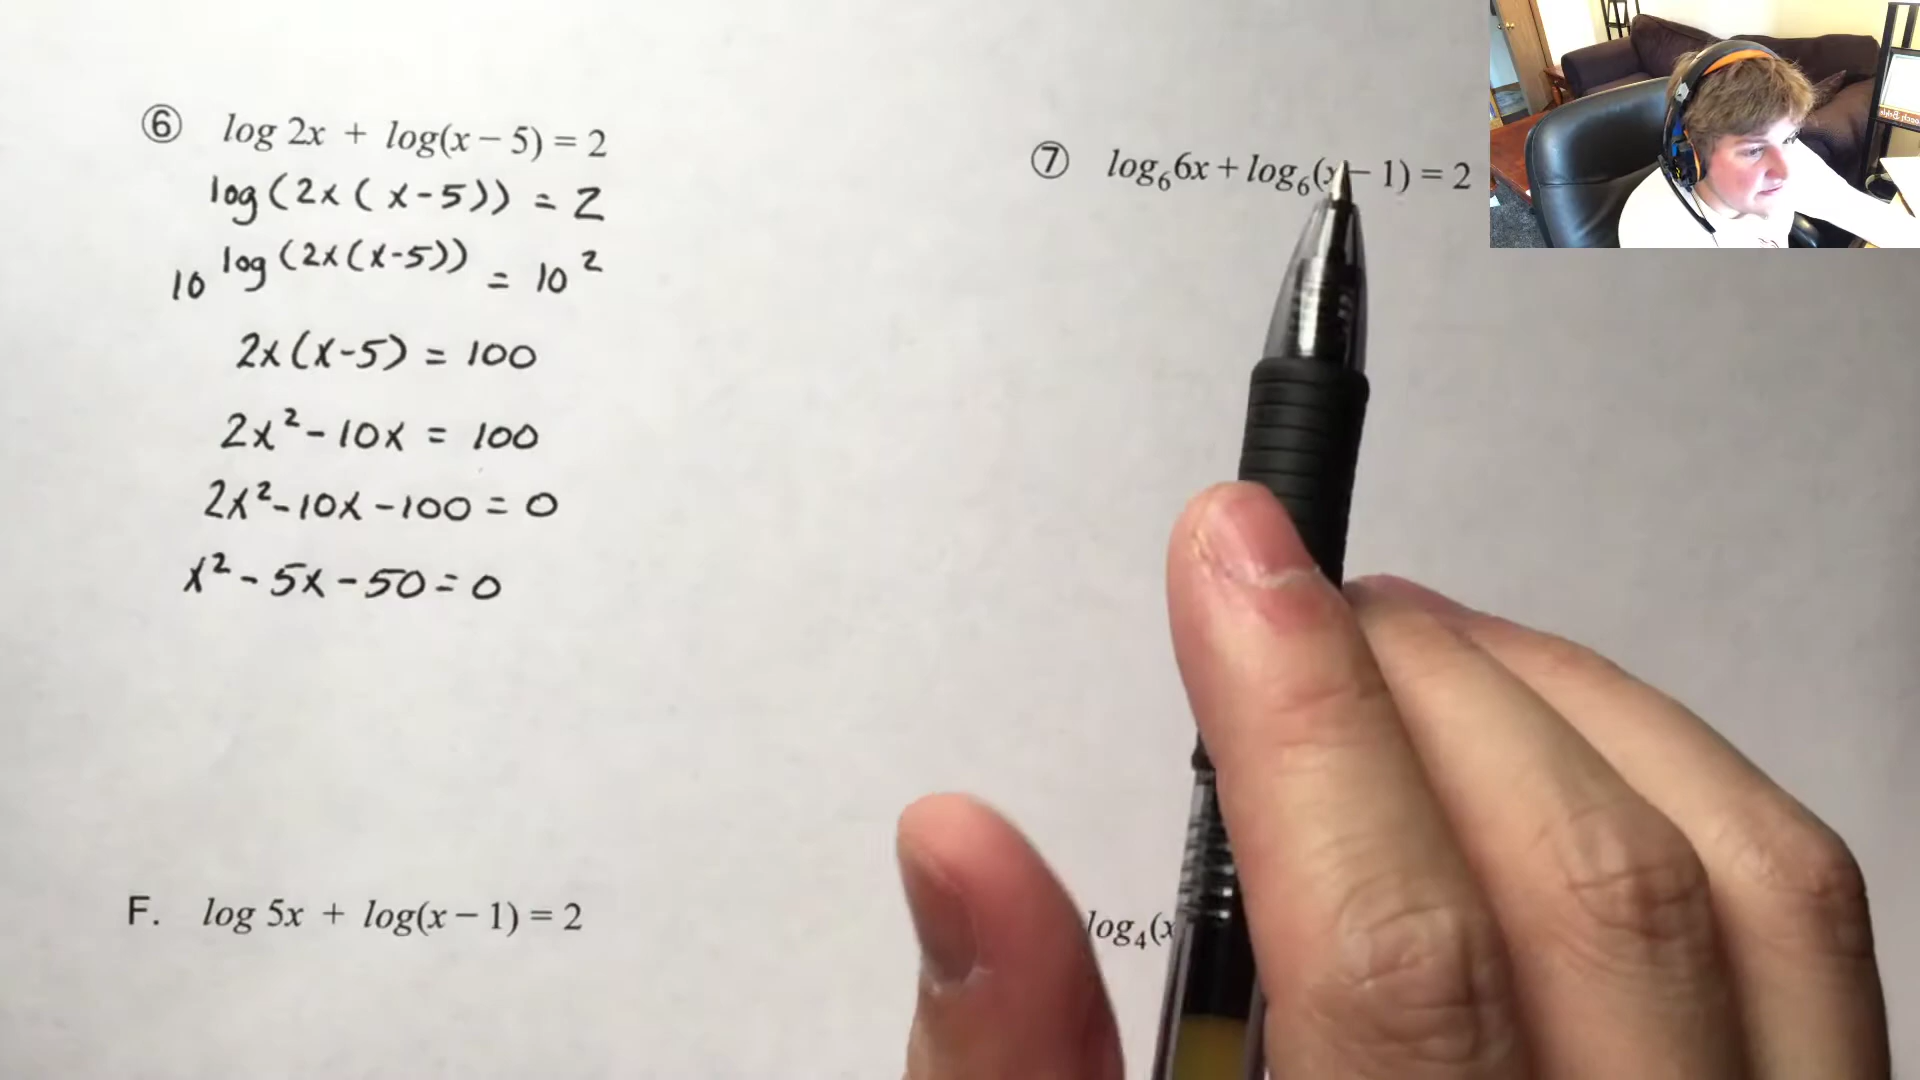 ⑥ log 2x + log(x − 5) = 2
log(2x(x-5)) = 2
10^log(2x(x-5)) = 10^2
2x(x-5) = 100
2x² - 10x = 100
2x² - 10x - 100 = 0
x² - 5x - 50 = 0
F. log 5x + log(x − 1) = 2
⑦ log₆6x + log₆(x − 1) = 2
log₄(x